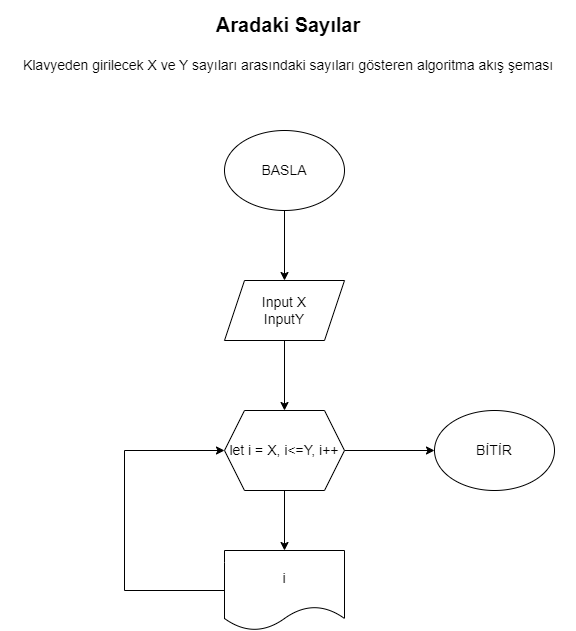 Aradaki Sayılar
Klavyeden girilecek X ve Y sayıları arasındaki sayıları gösteren algoritma akış şeması
BASLA
Input X
InputY
let i = X, i<=Y, i++
BİTİR
i